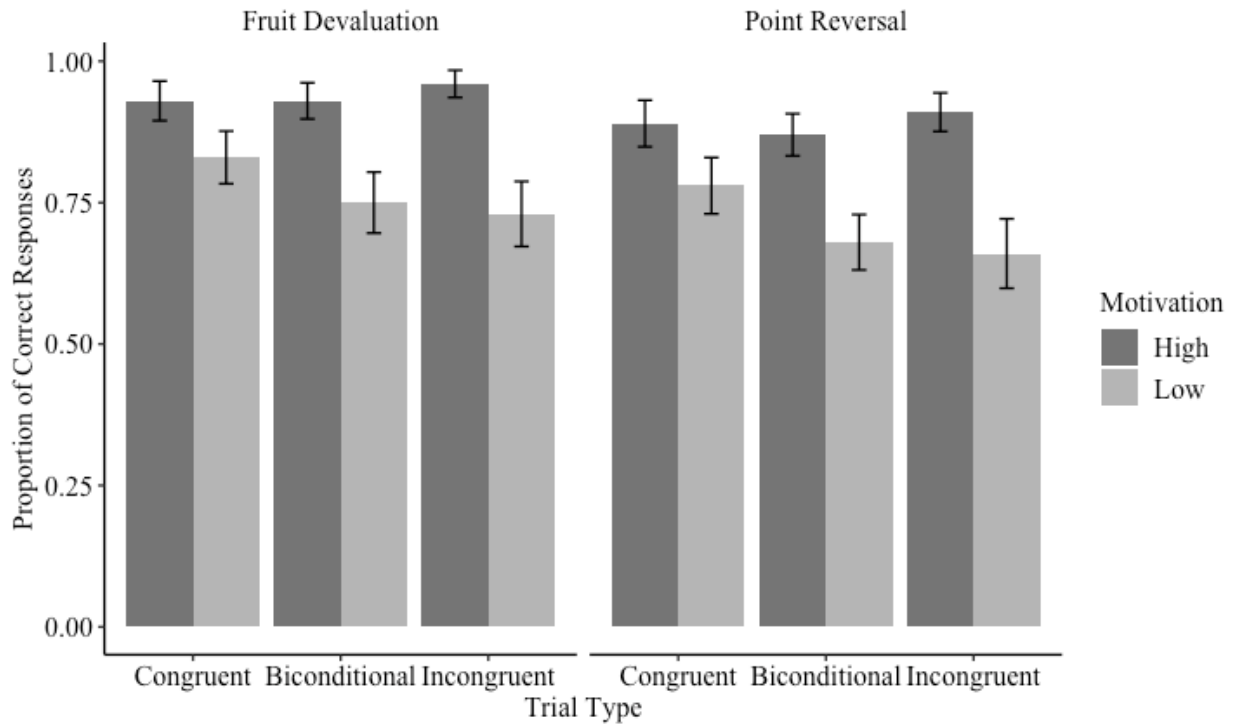 Fruit Devaluation
Point Reversal
1.00
0.75
0.50
0.25
0.00
Proportion of Correct Responses
Congruent Biconditional Incongruent
Congruent Biconditional Incongruent
Trial Type
Motivation
High
Low